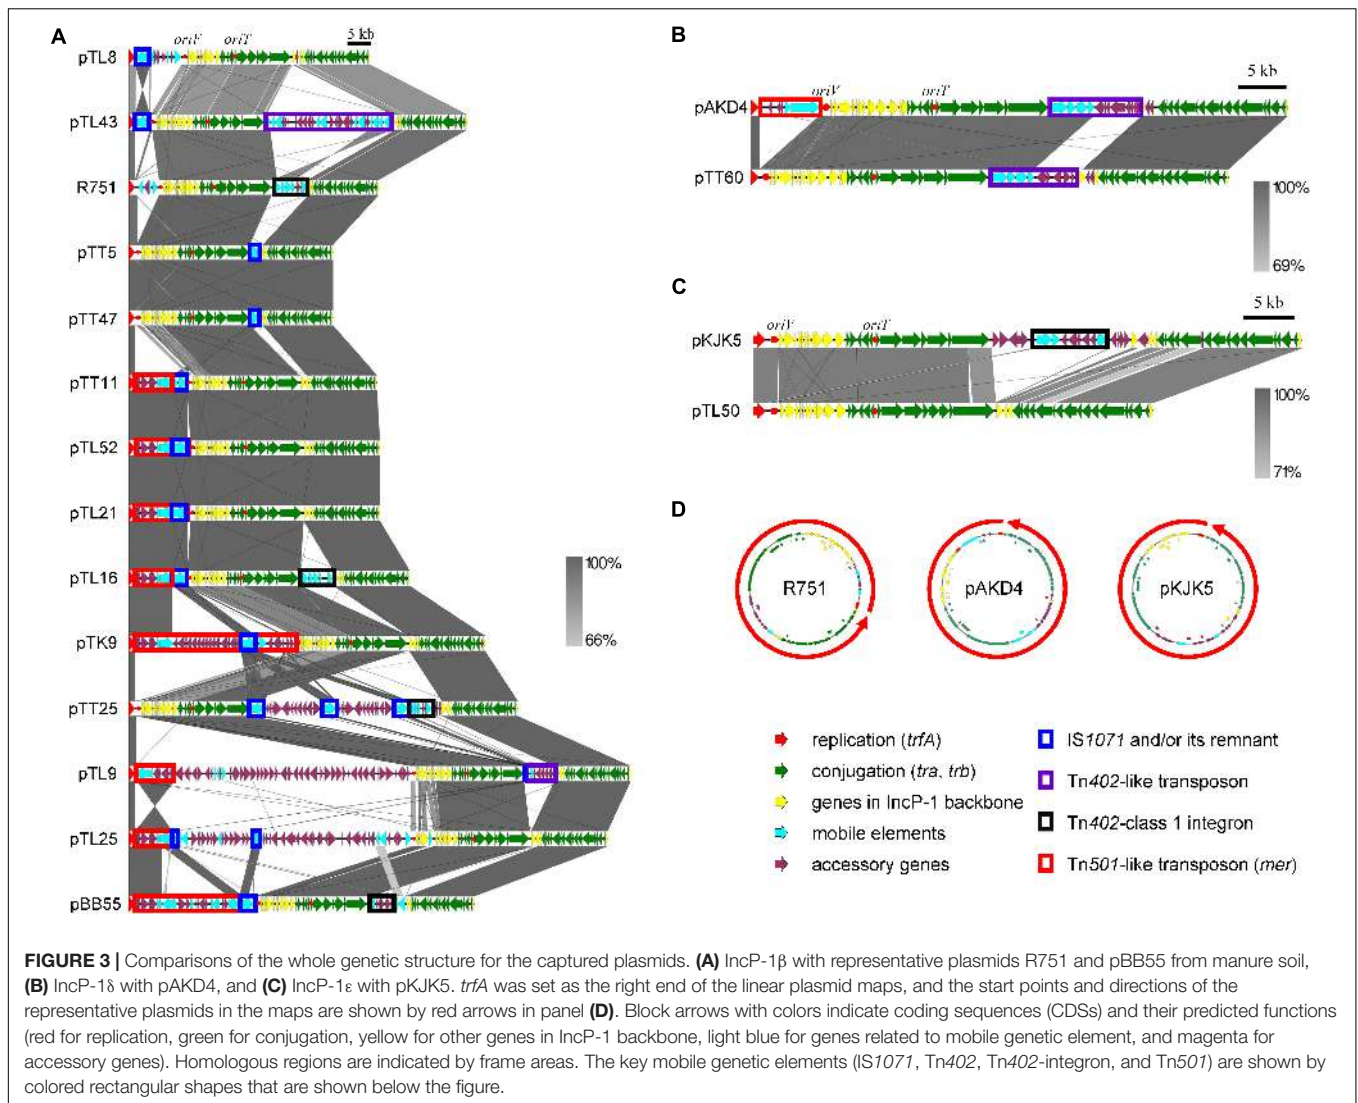 A
oriV
oriT
5 kb
pTL8
pTL43
R751
pTT5
pTT47
pTT11
pTL52
pTL21
pTL16
pTK9
pTT25
pTL9
pTL25
pBB55
100%
66%
B
5 kb
oriV
oriT
pAKD4
pTT60
100%
69%
C
5 kb
oriV
oriT
pKJK5
pTL50
100%
71%
D
R751
pAKD4
pKJK5
replication (trfA)
conjugation (tra, trb)
genes in IncP-1 backbone
mobile elements
accessory genes
IS1071 and/or its remnant
Tn402-like transposon
Tn402-class 1 integron
Tn501-like transposon (mer)
FIGURE 3 | Comparisons of the whole genetic structure for the captured plasmids. (A) IncP-1β with representative plasmids R751 and pBB55 from manure soil,
(B) IncP-1δ with pAKD4, and (C) IncP-1ε with pKJK5. trfA was set as the right end of the linear plasmid maps, and the start points and directions of the
representative plasmids in the maps are shown by red arrows in panel (D). Block arrows with colors indicate coding sequences (CDSs) and their predicted functions
(red for replication, green for conjugation, yellow for other genes in IncP-1 backbone, light blue for genes related to mobile genetic element, and magenta for
accessory genes). Homologous regions are indicated by frame areas. The key mobile genetic elements (IS1071, Tn402, Tn402-integron, and Tn501) are shown by
colored rectangular shapes that are shown below the figure.